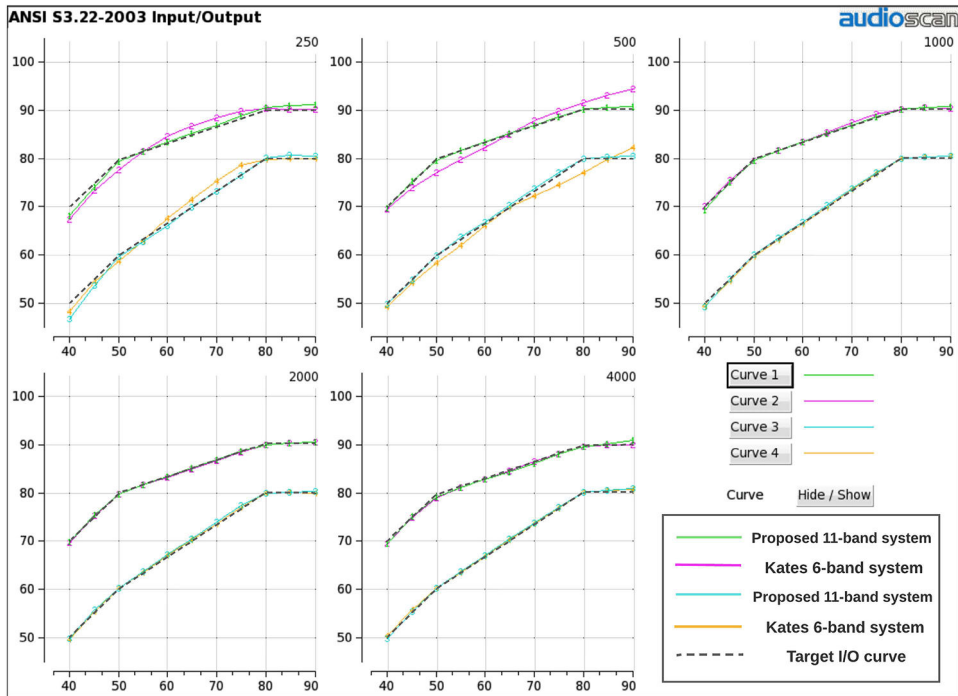 ANSI S3.22-2003 Input/Output
audioscan
250
500
1000
100
90
80
70
60
50
100
90
80
70
60
50
100
90
80
70
60
50
40 50 60 70 80 90
40 50 60 70 80 90
40 50 60 70 80 90
2000
4000
100
90
80
70
60
50
100
90
80
70
60
50
40 50 60 70 80 90
40 50 60 70 80 90
Curve 1
Curve 2
Curve 3
Curve 4
Curve Hide / Show
Proposed 11-band system
Kates 6-band system
Proposed 11-band system
Kates 6-band system
Target I/O curve